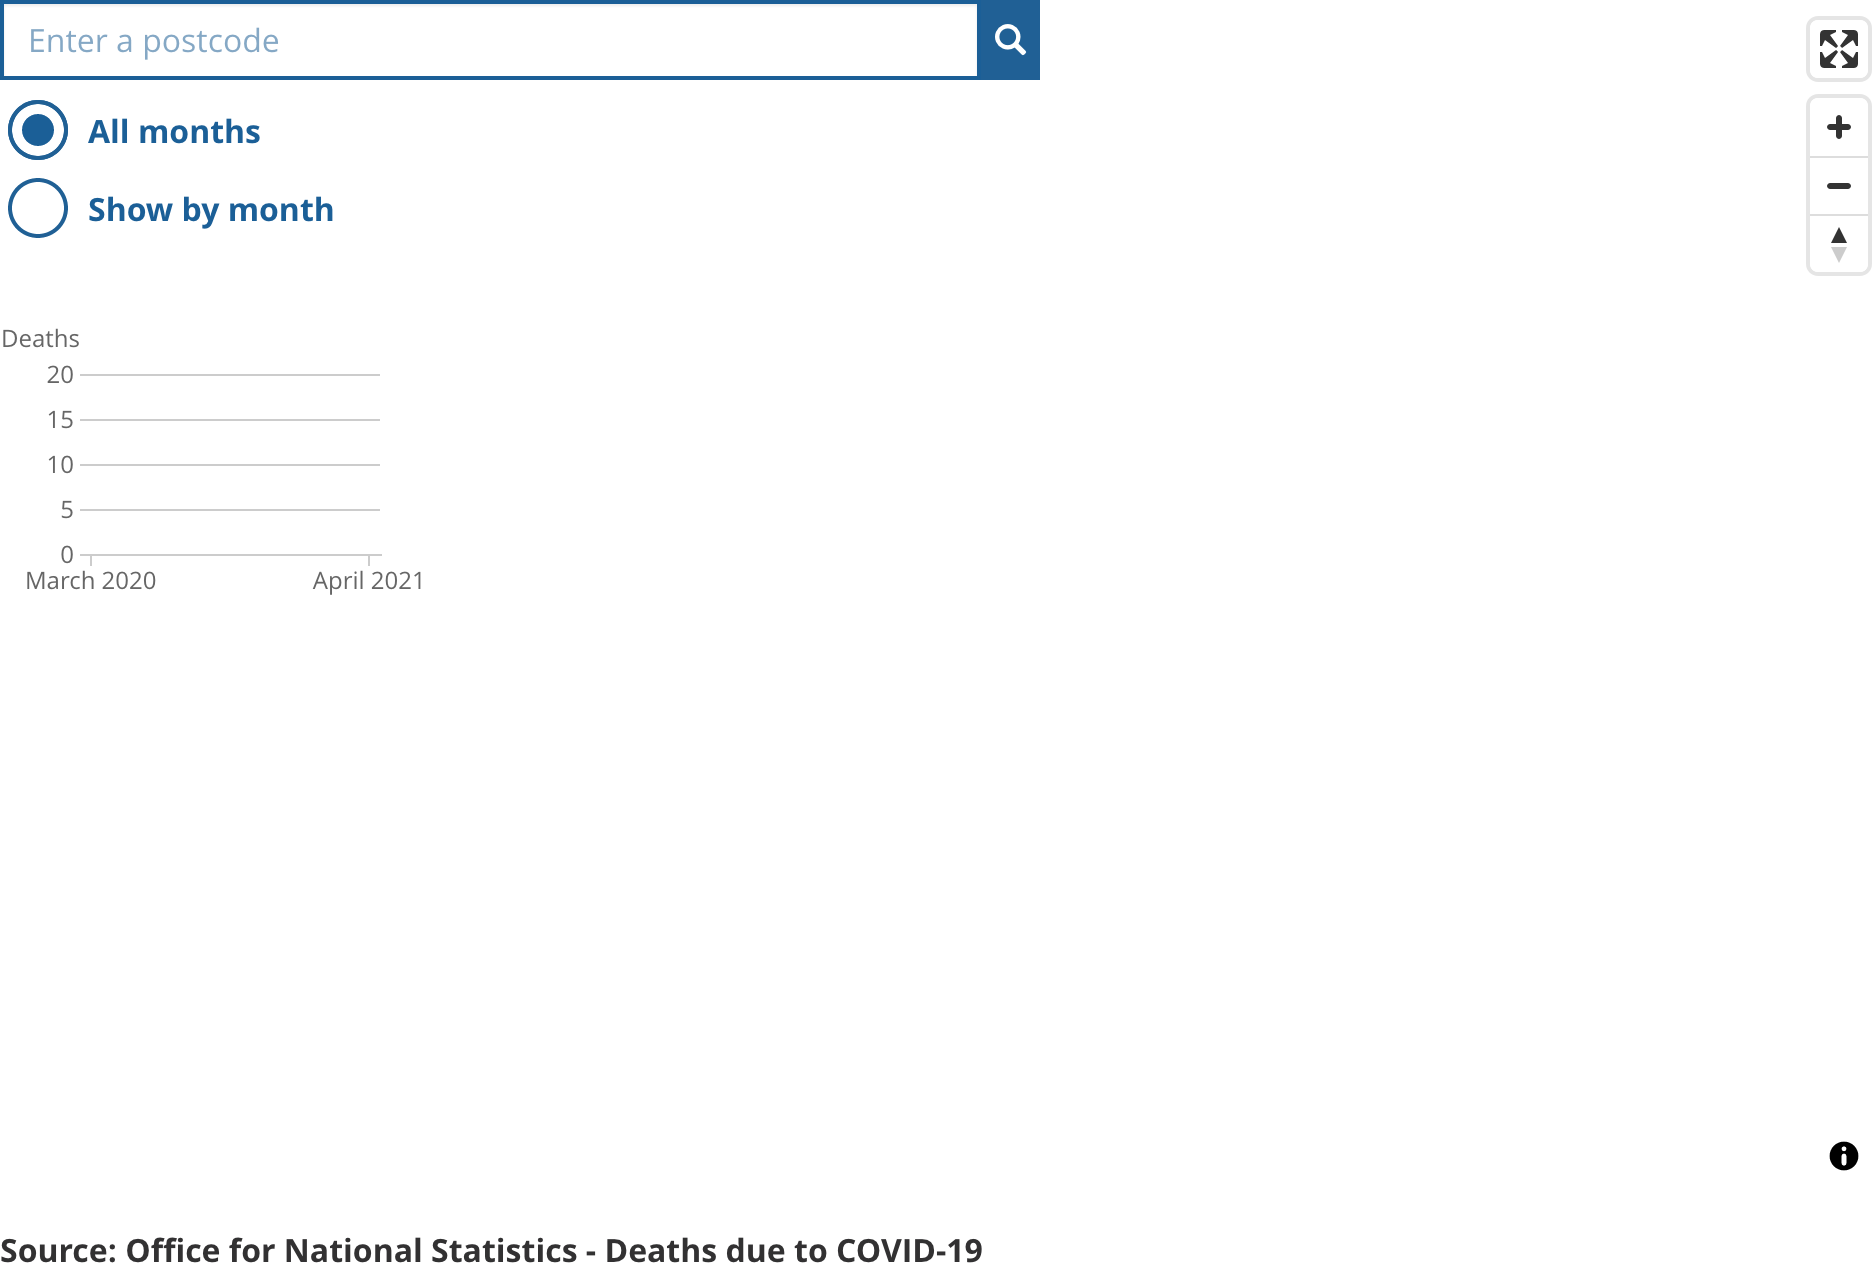 Enter a postcode
All months
Show by month
Deaths
20
15
10
5
0
March 2020 April 2021
Source: Office for National Statistics - Deaths due to COVID-19